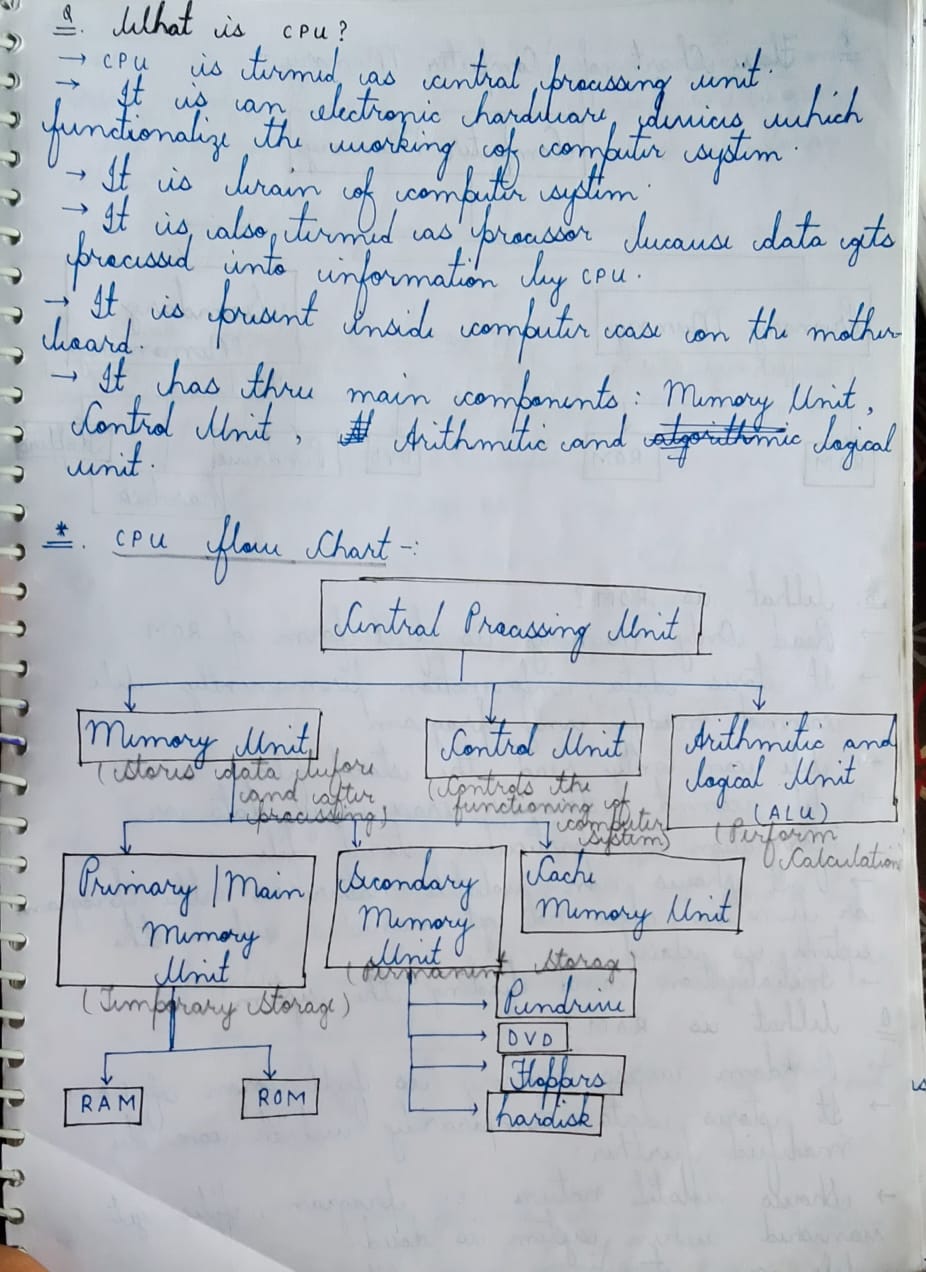 Q. What is CPU?
→ CPU is termed as central processing unit.
→ It is an electronic hardware devices which
functionalize the working of computer system.
→ It is brain of computer system.
→ It is also termed as processor because data gets
processed into information by CPU.
→ It is present inside computer case on the mother-
board.
→ It has three main components: Memory Unit,
Control Unit, Arithmetic and algorithmic logical
unit.
*. CPU flow Chart -:
Central Processing Unit
Memory Unit
(stores data before
and after
processing)
Control Unit
(Controls the
functioning of
computer
system)
Arithmetic and
logical Unit
(ALU)
(Perform
Calculation
Primary/Main
Memory
Unit
(Temporary storage)
Secondary
Memory
Unit
(Permanent storage
Cache
Memory Unit
RAM
ROM
Pendrive
DVD
hardisk